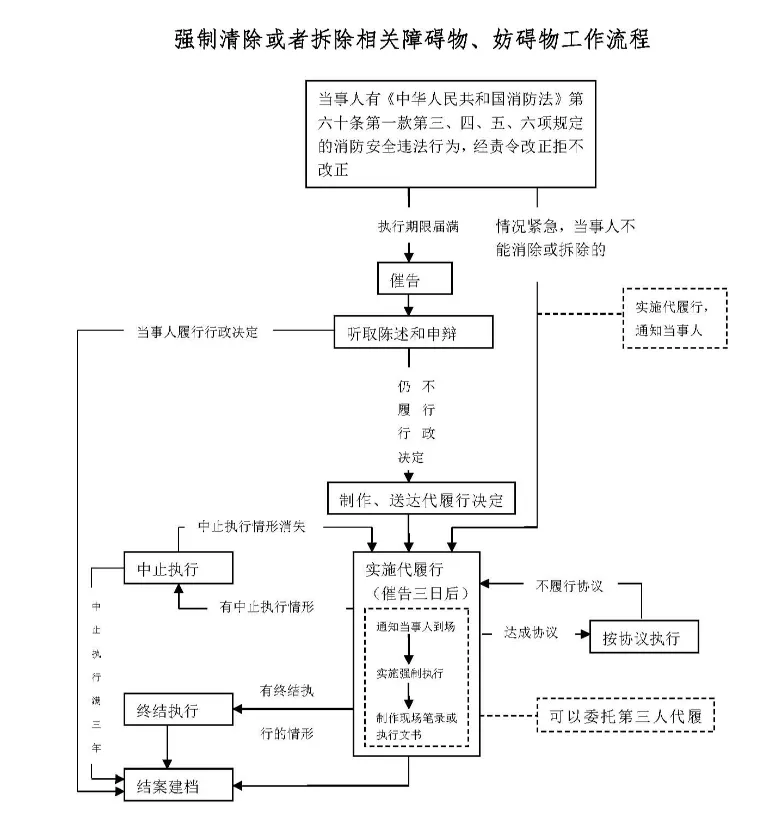 强制清除或者拆除相关障碍物、妨碍物工作流程
当事人有《中华人民共和国消防法》第
六十条第一款第三、四、五、六项规定
的消防安全违法行为，经责令改正拒不
改正
执行期限届满
情况紧急，当事人不
能消除或拆除的
催告
实施代履行，
通知当事人
当事人履行行政决定
听取陈述和申辩
仍不
履行
行政
决定
制作、送达代履行决定
中止执行情形消失
中止执行
实施代履行
（催告三日后）
不履行协议
有中止执行情形
中止执行满三年
通知当事人到场
达成协议
按协议执行
实施强制执行
有终结执
行的情形
终结执行
制作现场笔录或
执行文书
可以委托第三人代履
结案建档